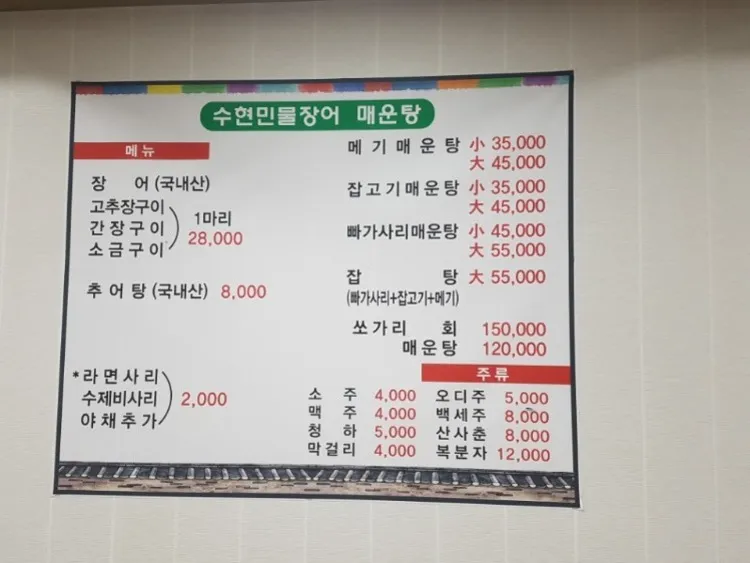 수현민물장어 매운탕
메뉴
장 어 (국내산)
고추장구이
간장구이
소금구이
1마리
28,000
추어탕 (국내산) 8,000
*라면사리
수제비사리
야채추가
2,000
메기매운탕 小 35,000
大 45,000
잡고기매운탕 小 35,000
大 45,000
빠가사리매운탕 小 45,000
大 55,000
잡 탕 大 55,000
(빠가사리+잡고기+메기)
쏘가리 회 150,000
매운탕 120,000
주류
소 주 4,000
맥 주 4,000
청 하 5,000
막걸리 4,000
오디주 5,000
백세주 8,000
산사춘 8,000
복분자 12,000